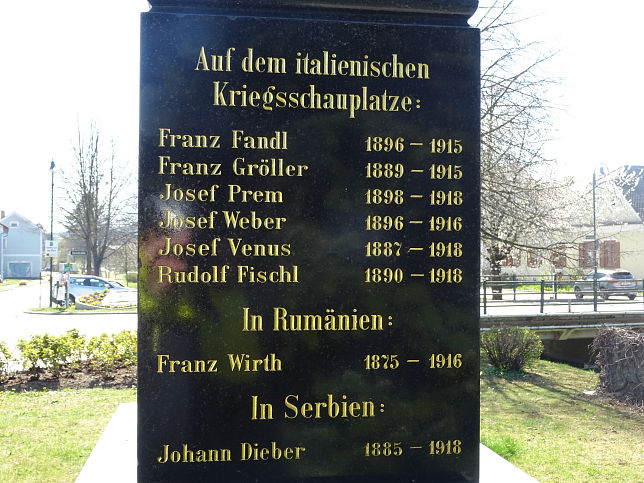 Auf dem italienischen
Kriegsschauplatze:
Franz Fandl 1896 – 1915
Franz Gröller 1889 – 1915
Josef Prem 1898 – 1918
Josef Weber 1896 – 1916
Josef Venus 1887 – 1918
Rudolf Fischl 1890 – 1918
In Rumänien:
Franz Wirth 1875 – 1916
In Serbien:
Johann Dieber 1885 – 1918